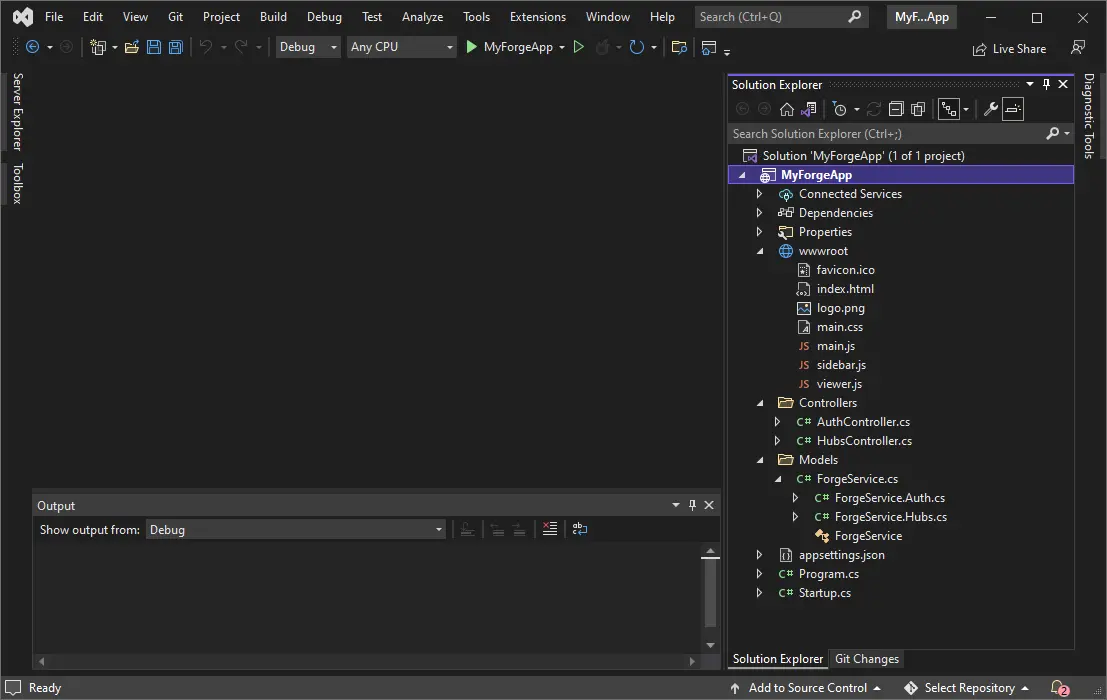 File Edit View Git Project Build Debug Test Analyze Tools Extensions Window Help Search (Ctrl+Q) MyF...App
Debug Any CPU MyForgeApp Live Share
Server Explorer
Toolbox
Solution Explorer
Search Solution Explorer (Ctrl+;)
Solution 'MyForgeApp' (1 of 1 project)
MyForgeApp
Connected Services
Dependencies
Properties
wwwroot
favicon.ico
index.html
logo.png
main.css
JS main.js
JS sidebar.js
JS viewer.js
Controllers
C# AuthController.cs
C# HubsController.cs
Models
C# ForgeService.cs
C# ForgeService.Auth.cs
C# ForgeService.Hubs.cs
ForgeService
appsettings.json
C# Program.cs
C# Startup.cs
Solution Explorer Git Changes
Diagnostic Tools
Output
Show output from: Debug
Ready Add to Source Control Select Repository 2